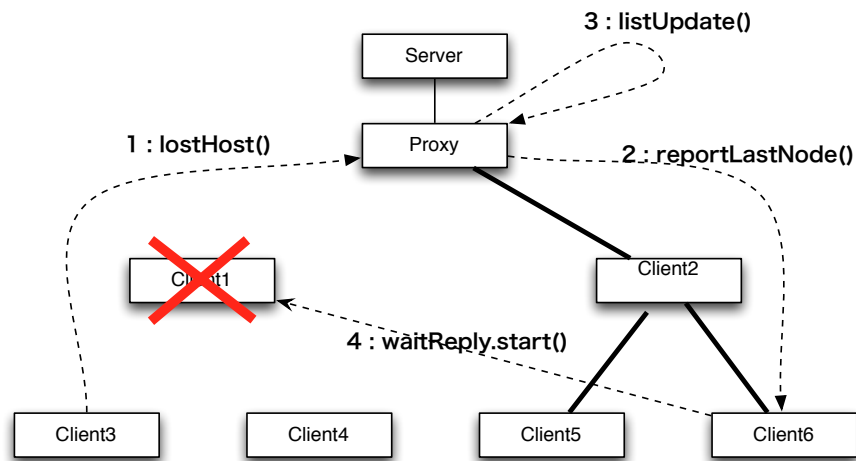 3 : listUpdate()
Server
1 : lostHost()
Proxy
2 : reportLastNode()
Client1
Client2
4 : waitReply.start()
Client3
Client4
Client5
Client6